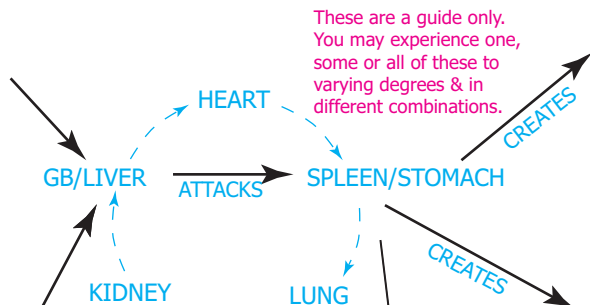 These are a guide only.
You may experience one,
some or all of these to
varying degrees & in
different combinations.
HEART
CREATES
GB/LIVER
ATTACKS
SPLEEN/STOMACH
CREATES
KIDNEY
LUNG